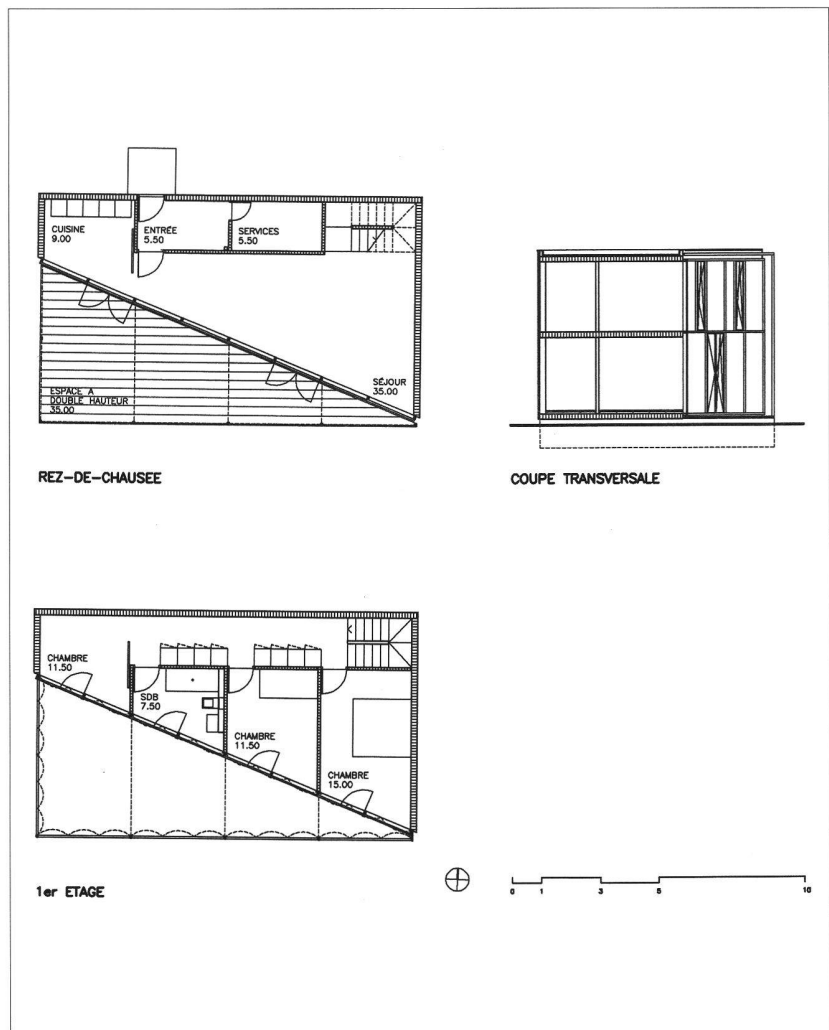 CUISINE
9.00
ENTRÉE
5.50
SERVICES
5.50
SÉJOUR
35.00
ESPACE A
DOUBLE HAUTEUR
35.00
REZ-DE-CHAUSEE
COUPE TRANSVERSALE
CHAMBRE
11.50
SDB
7.50
CHAMBRE
11.50
CHAMBRE
15.00
1er ETAGE
0 1 3 5 10